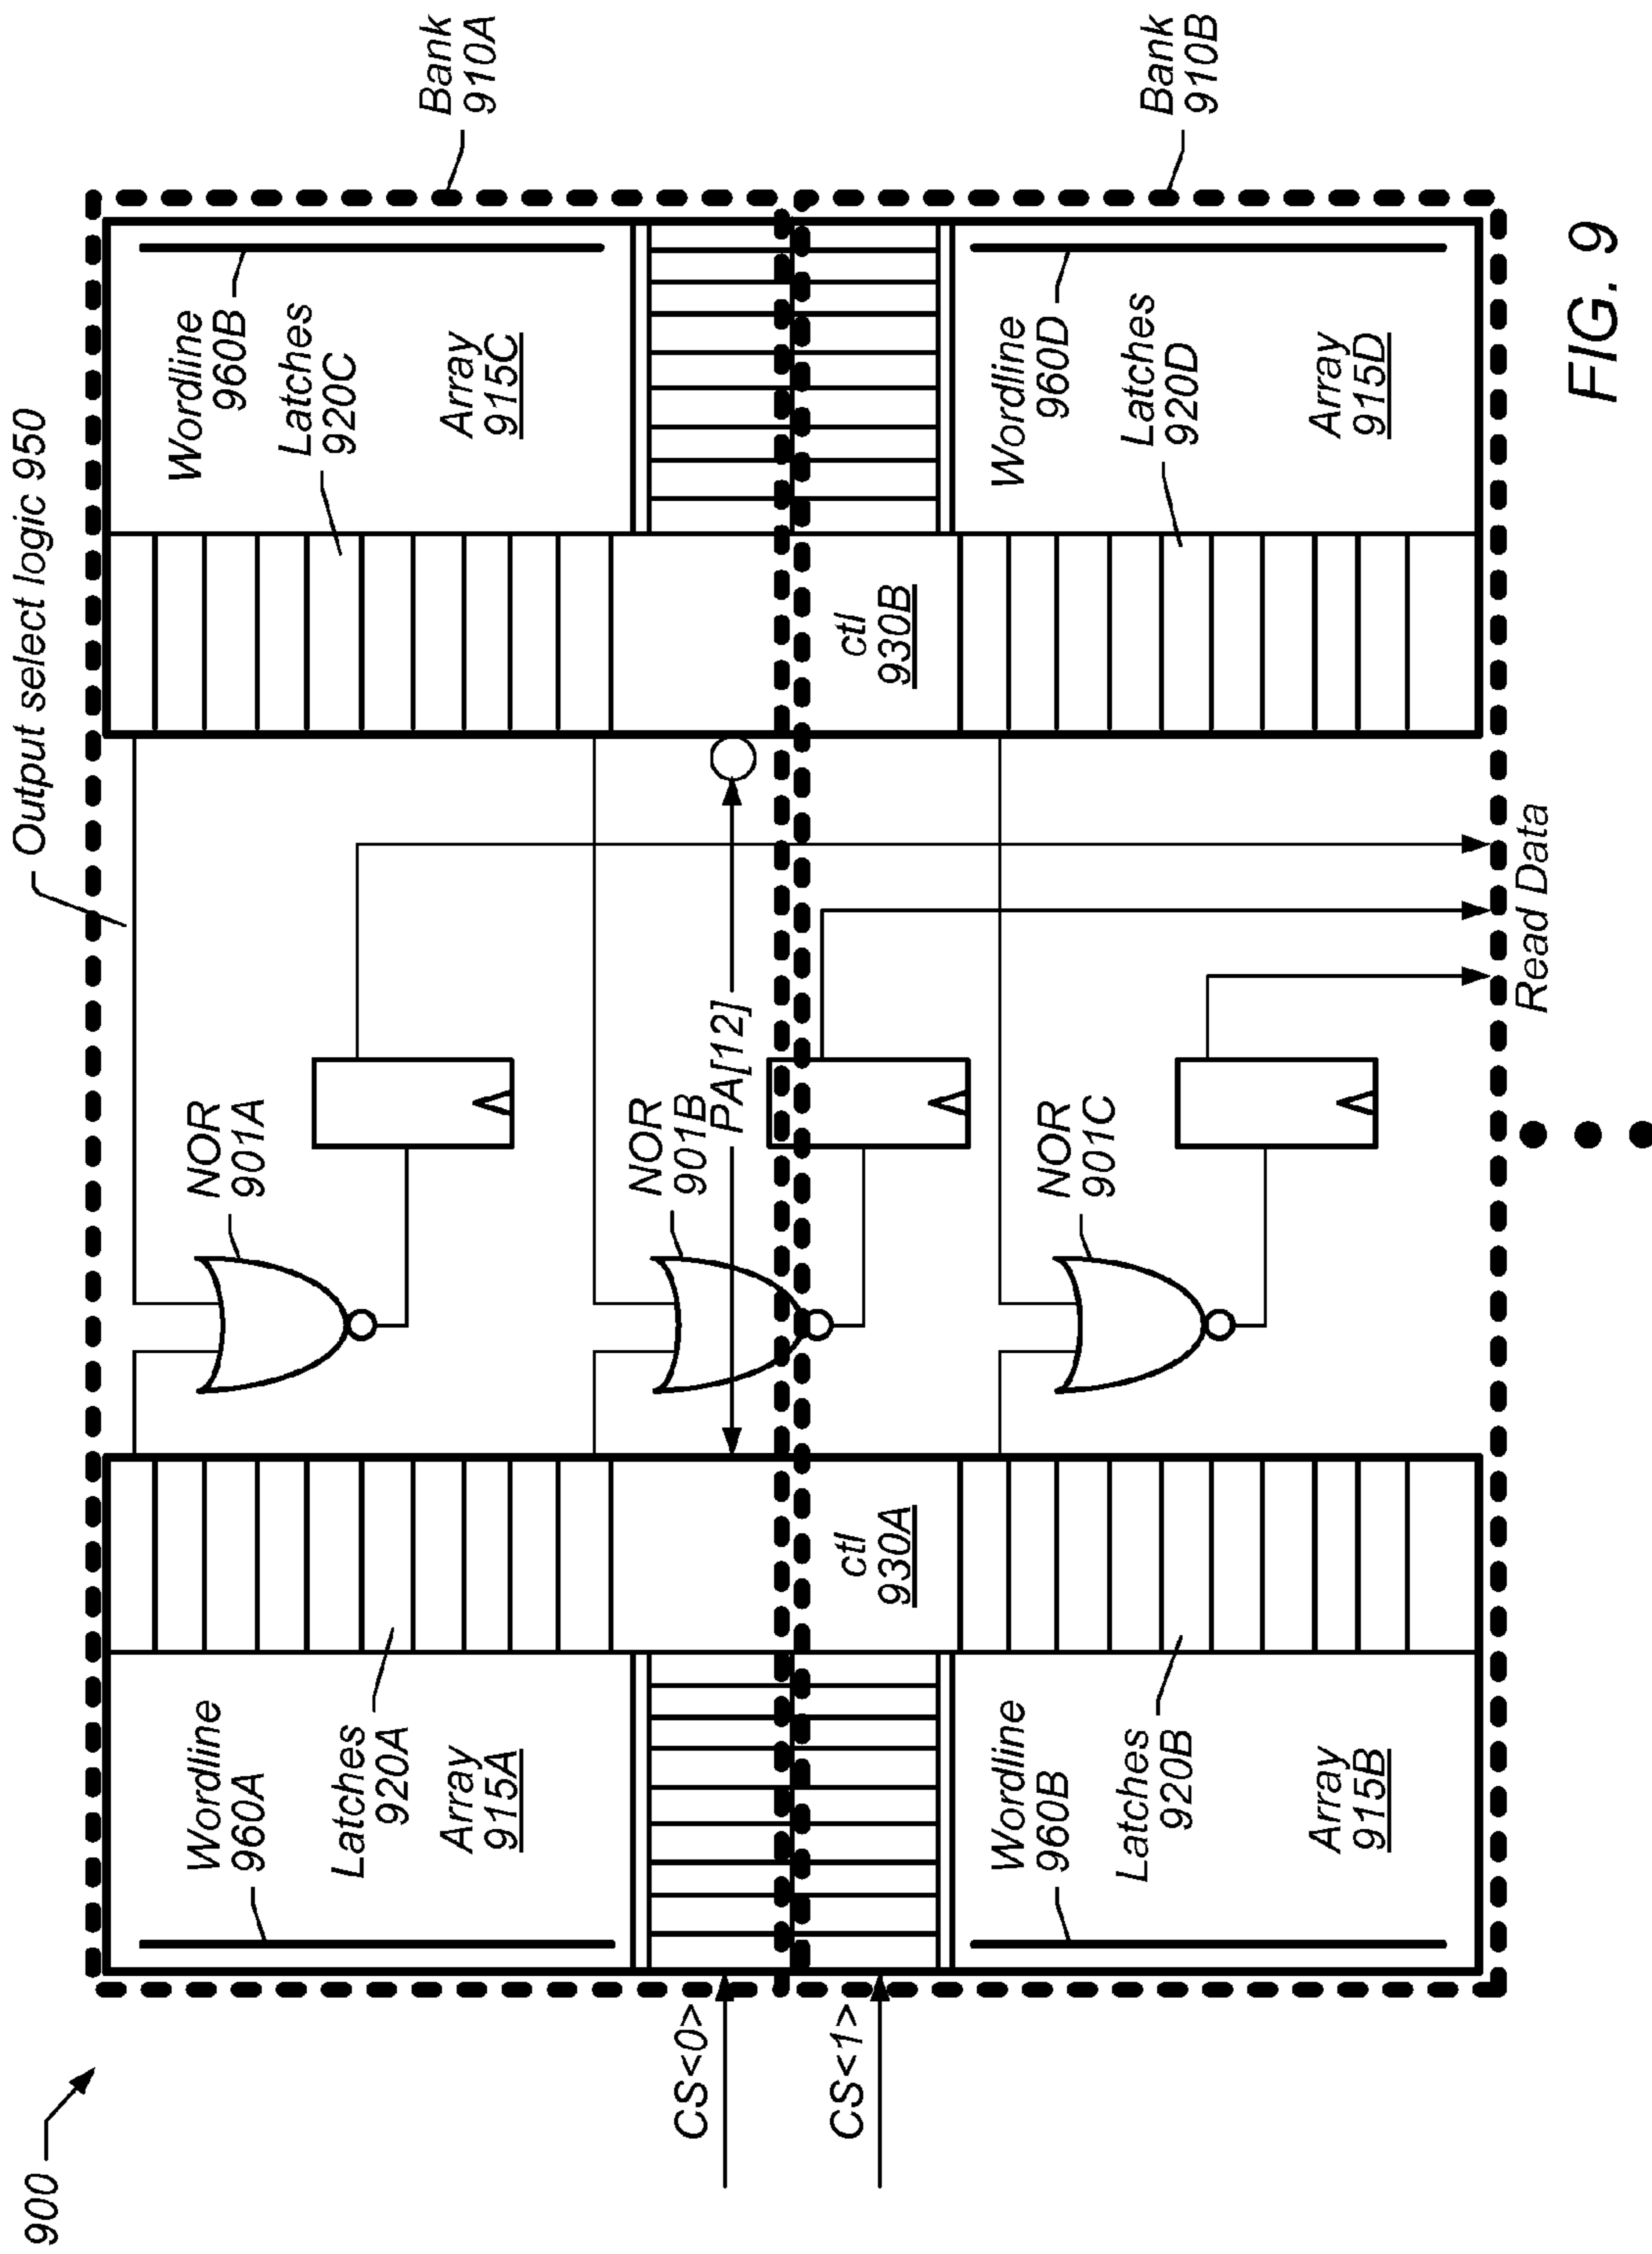 900
Output select logic 950
Wordline
960A
Latches
920A
Array
915A
NOR
901A
Wordline
960B
Latches
920C
Array
915C
Bank
910A
CS<0>
NOR
901B
PA[12]
CS<1>
ctl
930A
ctl
930B
Wordline
960B
Latches
920B
Array
915B
NOR
901C
Wordline
960D
Latches
920D
Array
915D
Bank
910B
Read Data
FIG. 9